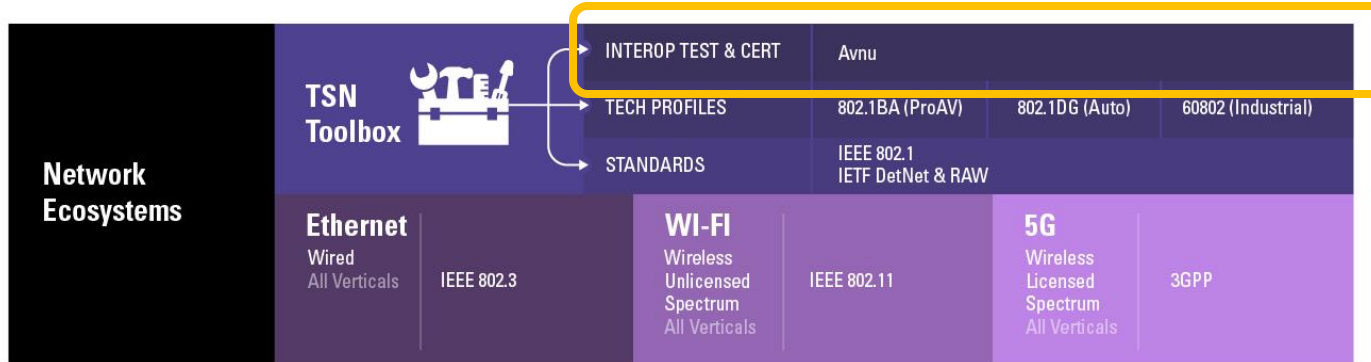 Network
Ecosystems
TSN
Toolbox
INTEROP TEST & CERT
Avnu
TECH PROFILES
802.1BA (ProAV)
802.1DG (Auto)
60802 (Industrial)
STANDARDS
IEEE 802.1
IETF DetNet & RAW
Ethernet
Wired
All Verticals
IEEE 802.3
WI-FI
Wireless
Unlicensed
Spectrum
All Verticals
IEEE 802.11
5G
Wireless
Licensed
Spectrum
All Verticals
3GPP